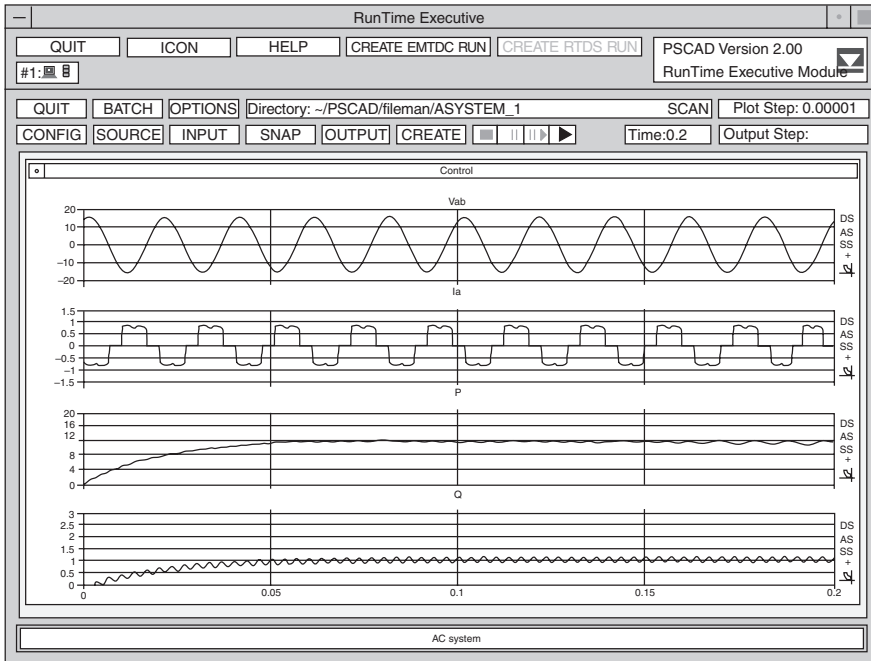 RunTime Executive
QUIT ICON HELP CREATE EMTDC RUN CREATE RTDS RUN PSCAD Version 2.00
#1: RunTime Executive Module
QUIT BATCH OPTIONS Directory: ~/PSCAD/fileman/ASYSTEM_1 SCAN Plot Step: 0.00001
CONFIG SOURCE INPUT SNAP OUTPUT CREATE Time:0.2 Output Step:
Control
Vab
20
10
0
−10
−20
DS
AS
SS
+
Ia
1.5
1
0.5
0
−0.5
−1
−1.5
DS
AS
SS
+
P
20
16
12
8
4
0
DS
AS
SS
+
Q
3
2.5
2
1.5
1
0.5
0
DS
AS
SS
+
0 0.05 0.1 0.15 0.2
AC system